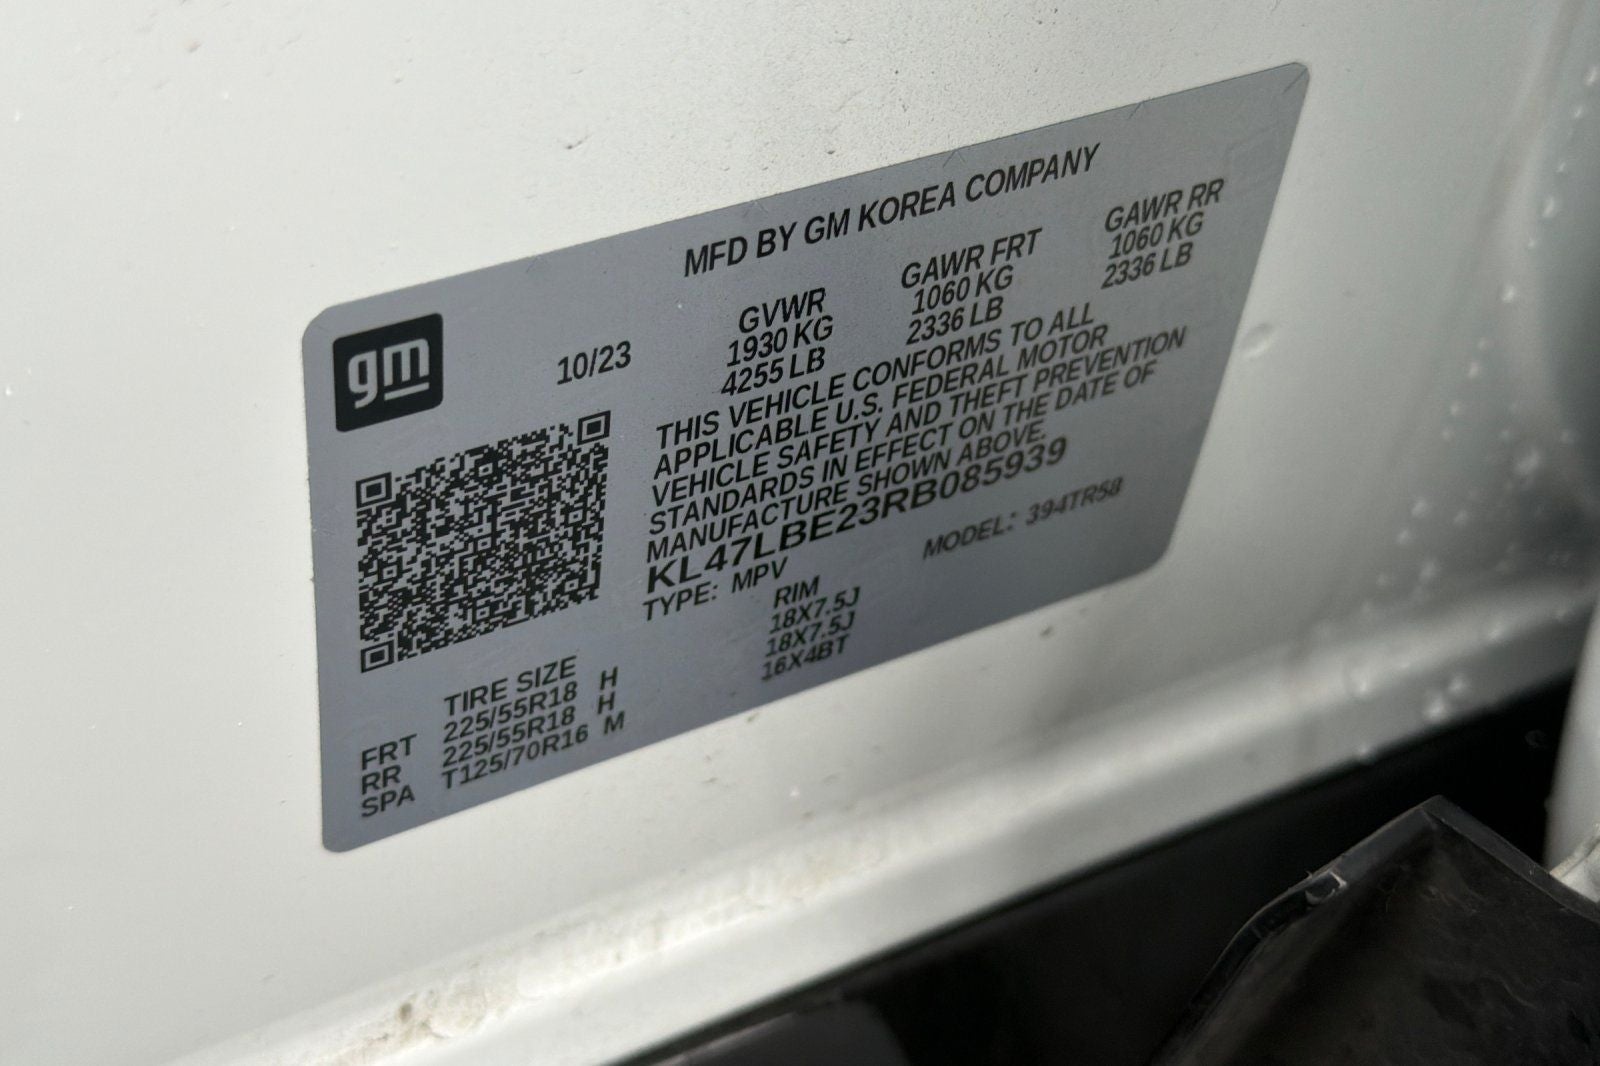 MFD BY GM KOREA COMPANY
gm
10/23
GVWR GAWR FRT GAWR RR
1930 KG 1060 KG 1060 KG
4255 LB 2336 LB 2336 LB
THIS VEHICLE CONFORMS TO ALL
APPLICABLE U.S. FEDERAL MOTOR
VEHICLE SAFETY AND THEFT PREVENTION
STANDARDS IN EFFECT ON THE DATE OF
MANUFACTURE SHOWN ABOVE.
KL47LBE23RB085939
TYPE: MPV MODEL: 394TR58
TIRE SIZE RIM
FRT 225/55R18 H 18X7.5J
RR 225/55R18 H 18X7.5J
SPA T125/70R16 M 16X4BT